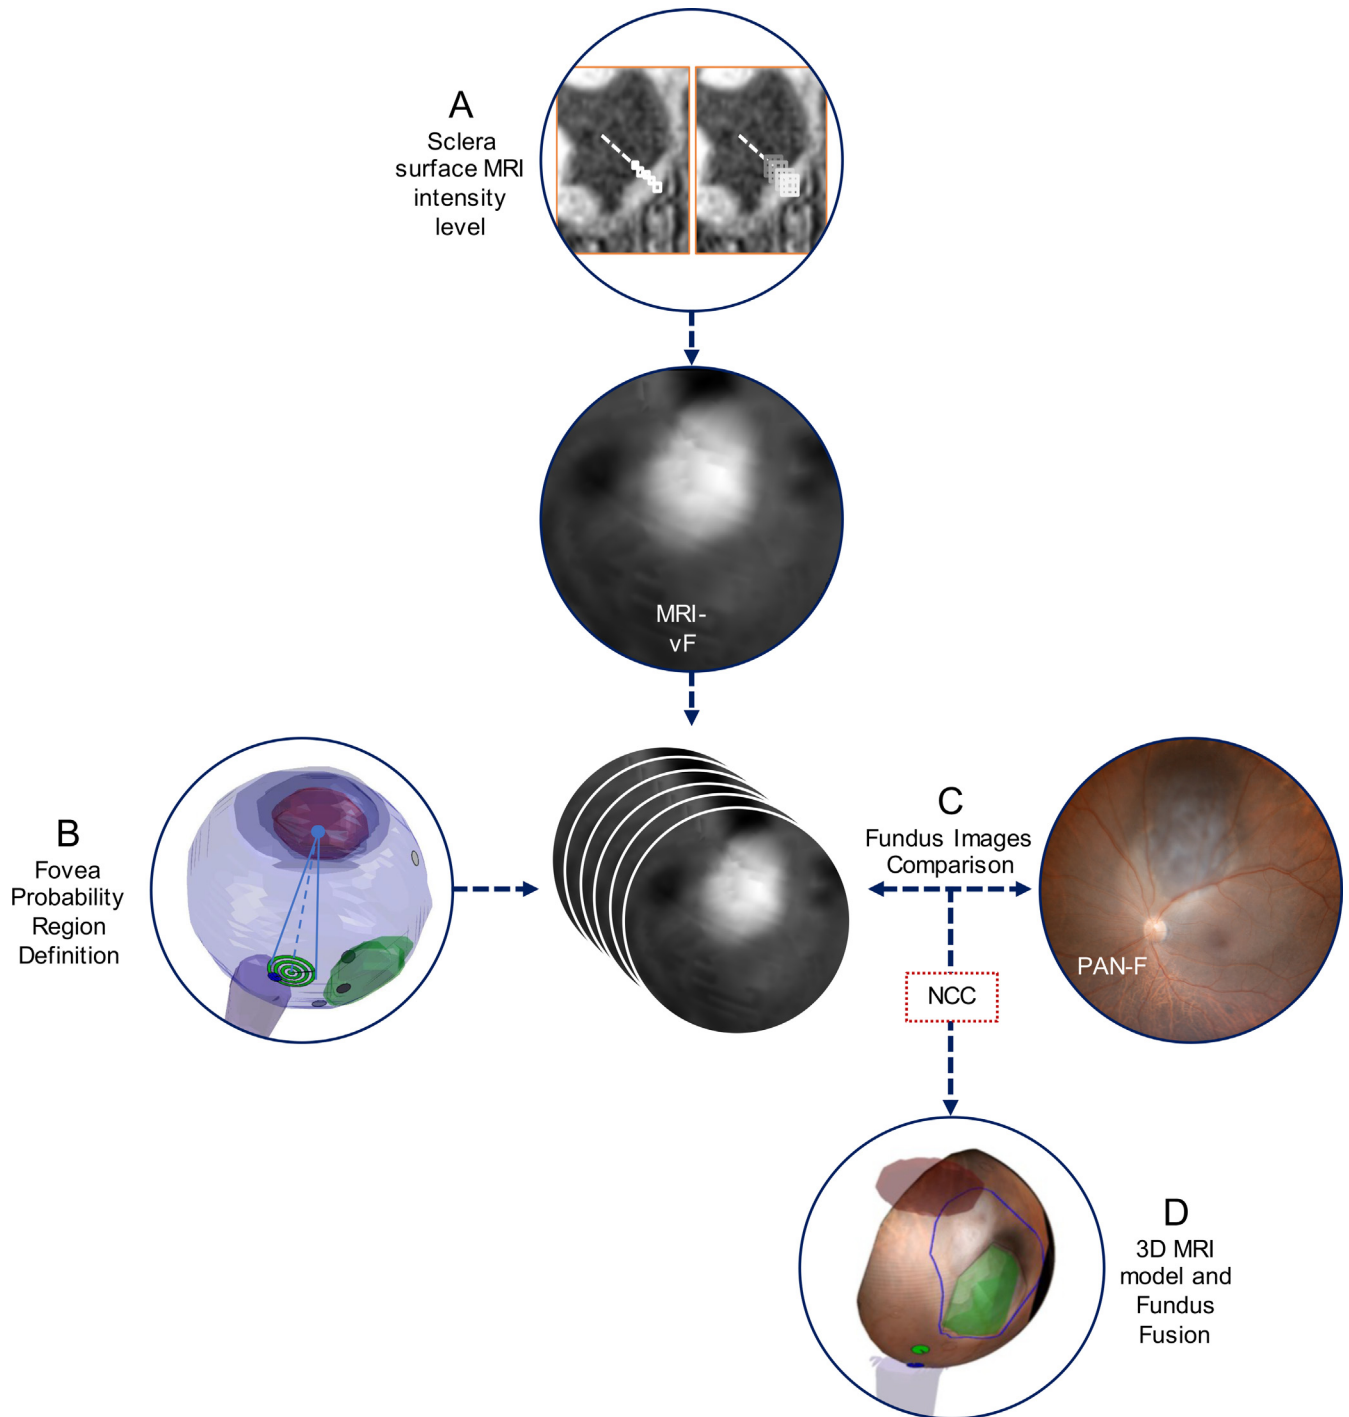 A
Sclera
surface MRI
intensity
level
MRI-
vF
B
Fovea
Probability
Region
Definition
C
Fundus Images
Comparison
PAN-F
NCC
D
3D MRI
model and
Fundus
Fusion